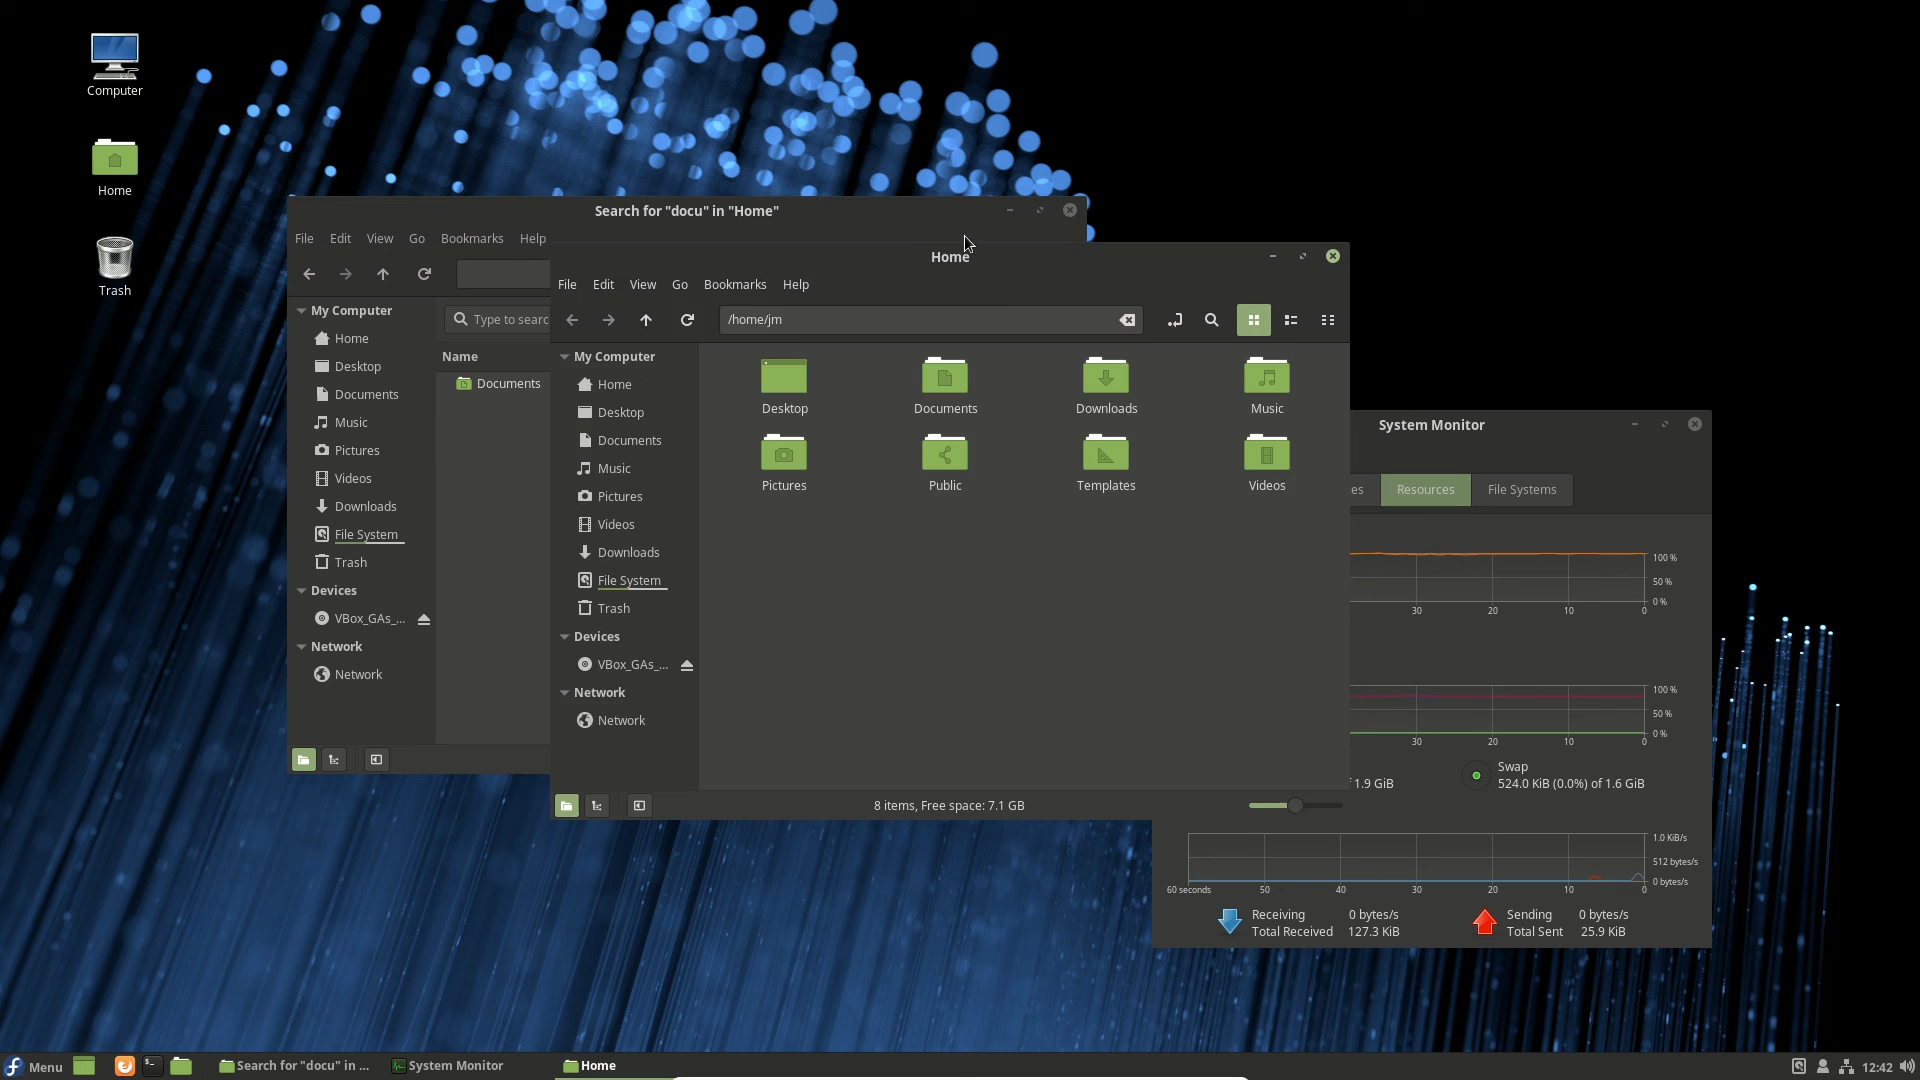 Computer
Home
Trash
Search for "docu" in "Home"
File Edit View Go Bookmarks Help
My Computer
Home
Desktop
Documents
Music
Pictures
Videos
Downloads
File System
Trash
Devices
VBox_GAs_...
Network
Network
Type to searc
Name
Documents
Home
File Edit View Go Bookmarks Help
/home/jm
My Computer
Home
Desktop
Documents
Music
Pictures
Videos
Downloads
File System
Trash
Devices
VBox_GAs_...
Network
Network
Desktop Documents Downloads Music
Pictures Public Templates Videos
8 items, Free space: 7.1 GB
System Monitor
es Resources File Systems
100 %
50 %
0 %
30 20 10 0
100 %
50 %
0 %
30 20 10 0
Swap
f 1.9 GiB 524.0 KiB (0.0%) of 1.6 GiB
1.0 KiB/s
512 bytes/s
0 bytes/s
60 seconds 50 40 30 20 10 0
Receiving 0 bytes/s Sending 0 bytes/s
Total Received 127.3 KiB Total Sent 25.9 KiB
Menu Search for "docu" in ... System Monitor Home 12:42